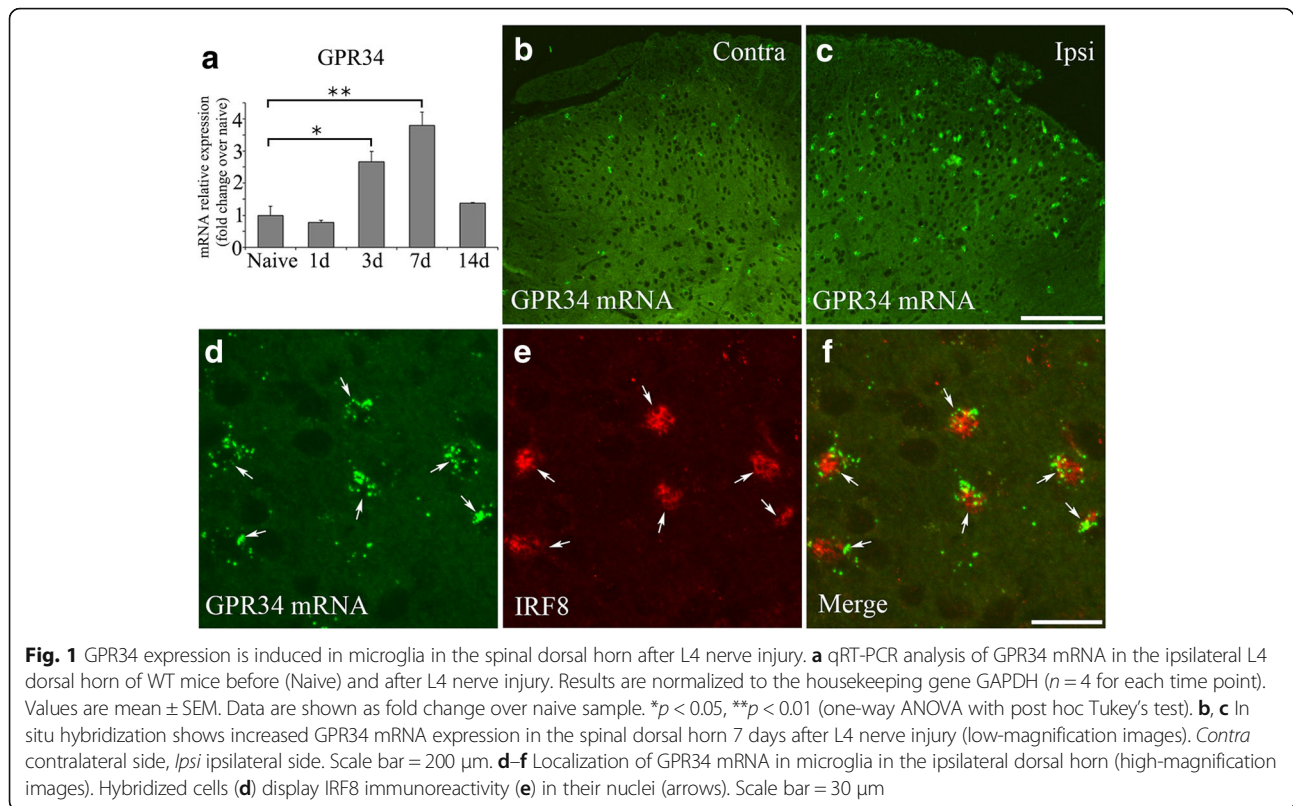 a
GPR34
mRNA relative expression
(fold change over naive)
4
3
2
1
0
**
*
Naive 1d 3d 7d 14d
b
Contra
GPR34 mRNA
c
Ipsi
GPR34 mRNA
d
GPR34 mRNA
e
IRF8
f
Merge
Fig. 1 GPR34 expression is induced in microglia in the spinal dorsal horn after L4 nerve injury. a qRT-PCR analysis of GPR34 mRNA in the ipsilateral L4
dorsal horn of WT mice before (Naive) and after L4 nerve injury. Results are normalized to the housekeeping gene GAPDH (n = 4 for each time point).
Values are mean ± SEM. Data are shown as fold change over naive sample. *p < 0.05, **p < 0.01 (one-way ANOVA with post hoc Tukey's test). b, c In
situ hybridization shows increased GPR34 mRNA expression in the spinal dorsal horn 7 days after L4 nerve injury (low-magnification images). Contra
contralateral side, Ipsi ipsilateral side. Scale bar = 200 μm. d–f Localization of GPR34 mRNA in microglia in the ipsilateral dorsal horn (high-magnification
images). Hybridized cells (d) display IRF8 immunoreactivity (e) in their nuclei (arrows). Scale bar = 30 μm